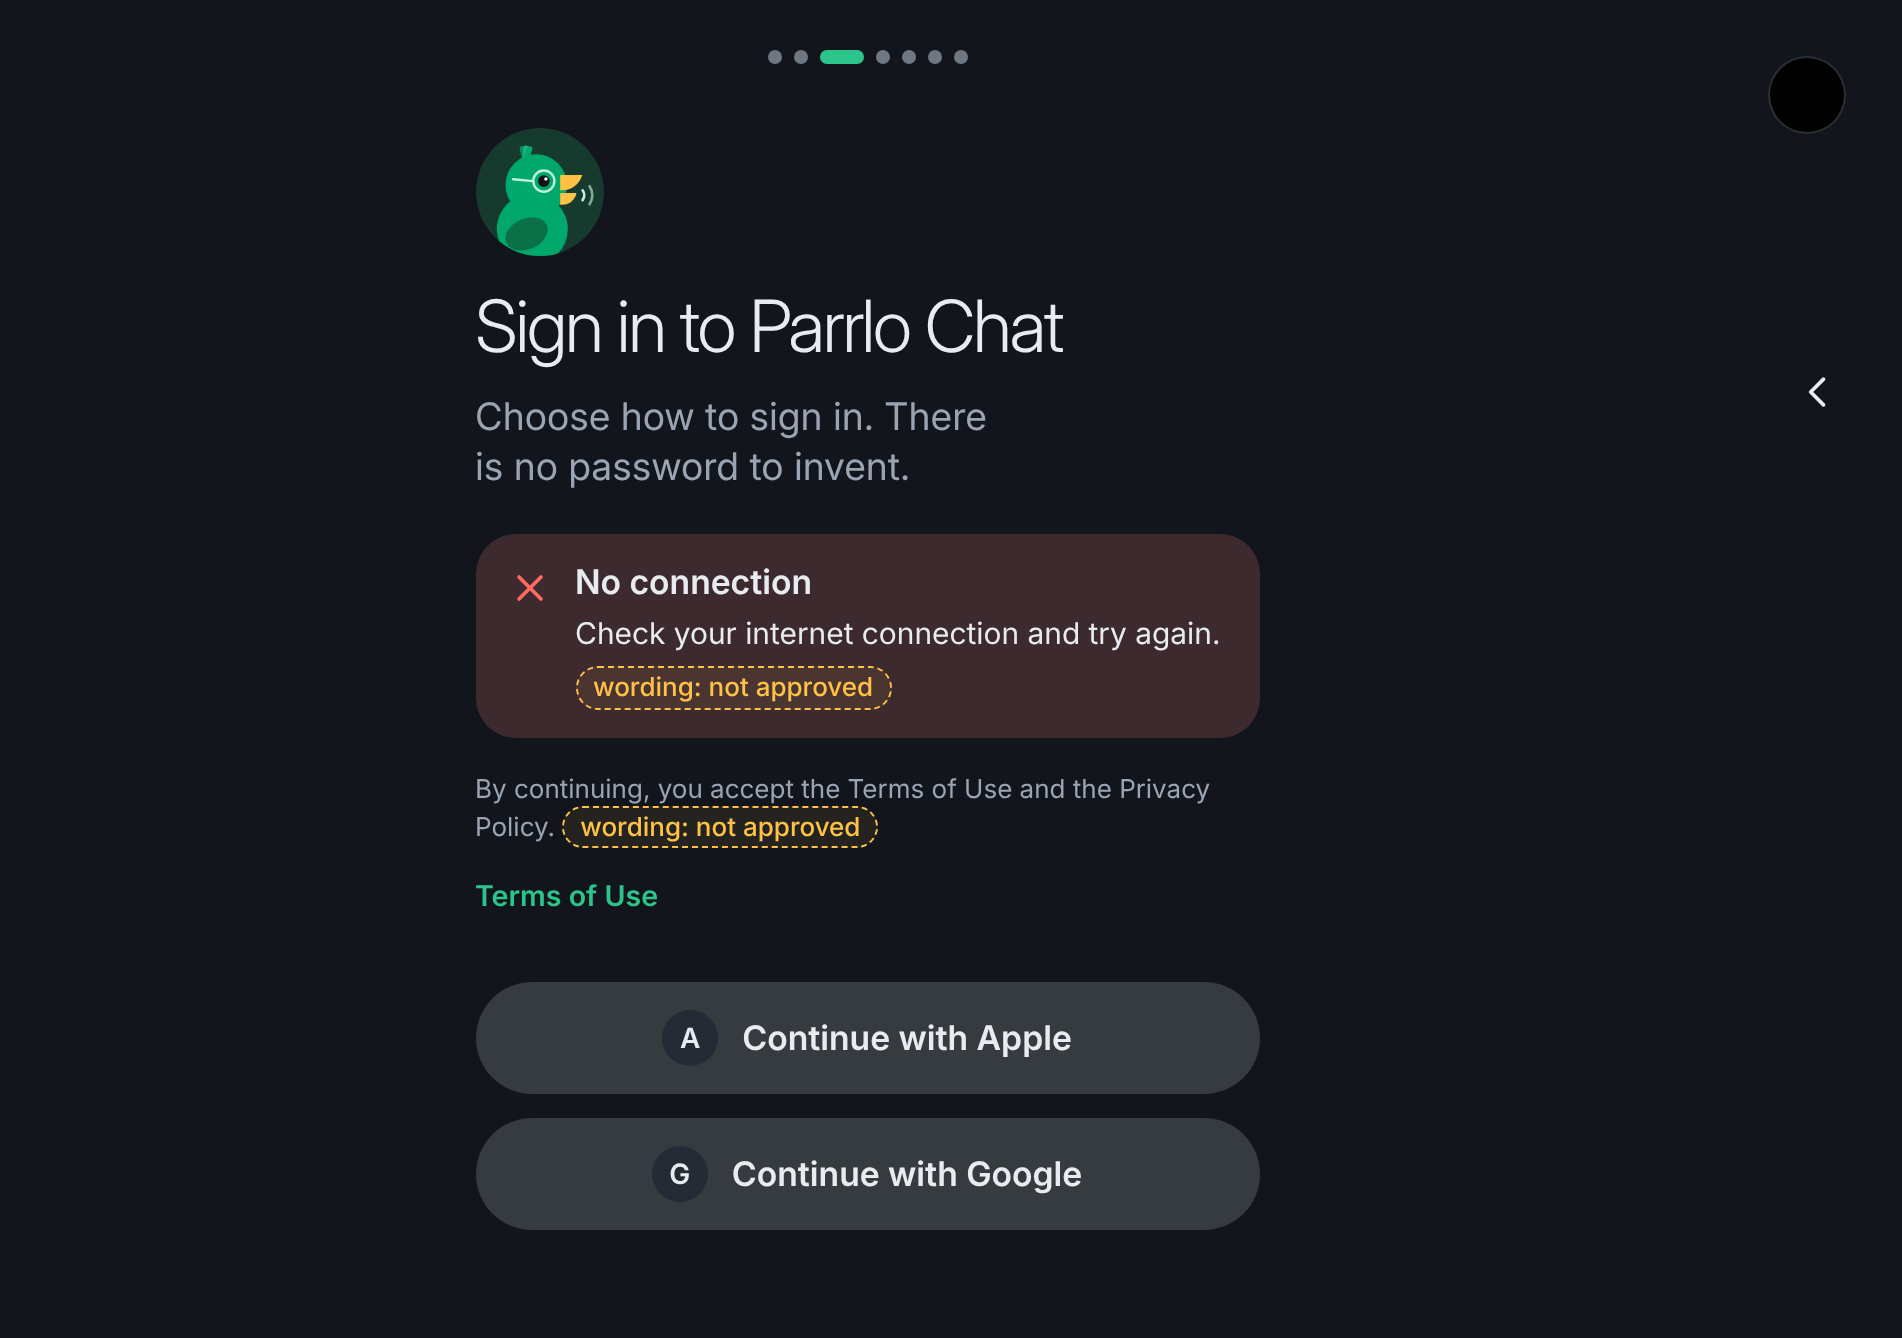 Sign in to Parrlo Chat
Choose how to sign in. There
is no password to invent.
No connection
Check your internet connection and try again.
wording: not approved
By continuing, you accept the Terms of Use and the Privacy
Policy. wording: not approved
Terms of Use
A Continue with Apple
G Continue with Google